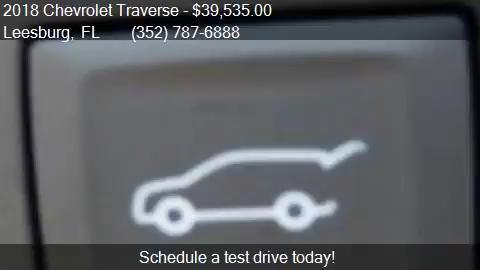 2018 Chevrolet Traverse - $39,535.00
Leesburg, FL (352) 787-6888
Schedule a test drive today!